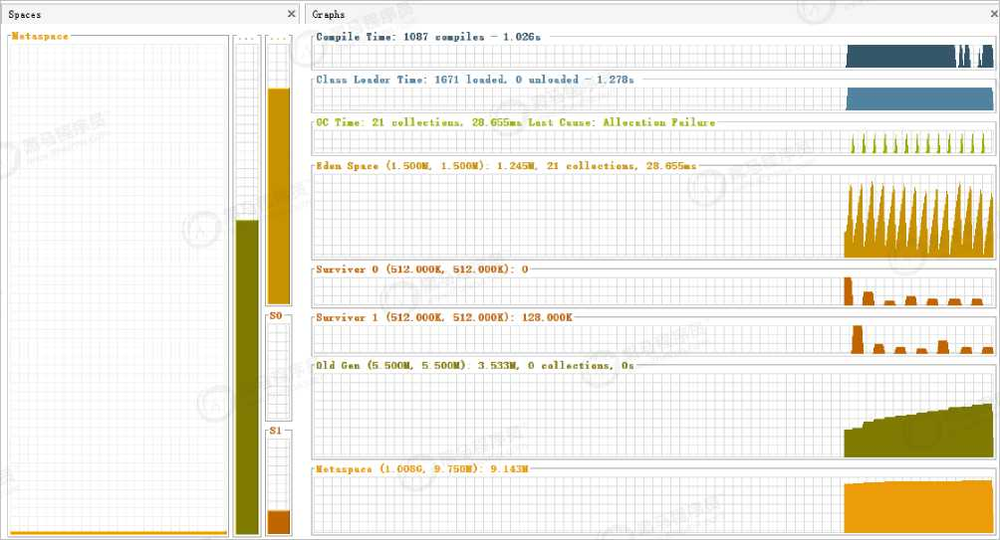 Spaces
Metaspace
...
...
S0
S1
Graphs
Compile Time: 1087 compiles - 1.026s
Class Loader Time: 1671 loaded, 0 unloaded - 1.278s
GC Time: 21 collections, 28.655ms Last Cause: Allocation Failure
Eden Space (1.500M, 1.500M): 1.245M, 21 collections, 28.655ms
Survivor 0 (512.000K, 512.000K): 0
Survivor 1 (512.000K, 512.000K): 128.000K
Old Gen (5.500M, 5.500M): 3.533M, 0 collections, 0s
Metaspace (1.008G, 9.750M): 9.143M